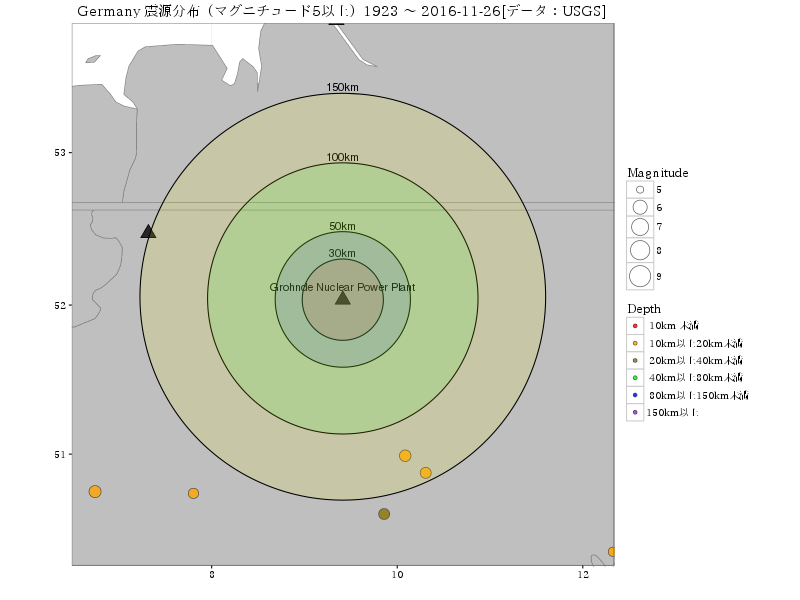 Germany 震源分布（マグニチュード5以上）1923 ～ 2016-11-26[データ：USGS]
150km
100km
50km
30km
Grohnde Nuclear Power Plant
53
52
51
8
10
12
Magnitude
5
6
7
8
9
Depth
10km 未満
10km以上20km未満
20km以上40km未満
40km以上80km未満
80km以上150km未満
150km以上